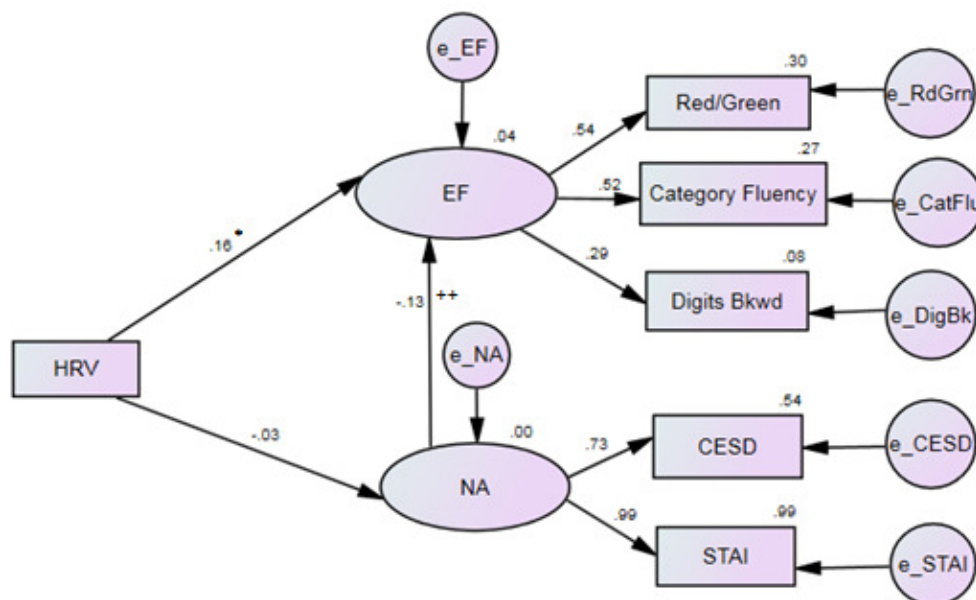 e_EF
.04
EF
.54
.30
Red/Green
e_RdGrn
.52
.27
Category Fluency
e_CatFlu
.29
.08
Digits Bkwd
e_DigBk
.16 *
-.13 ++
HRV
-.03
e_NA
.00
NA
.73
.54
CESD
e_CESD
.99
.99
STAI
e_STAI